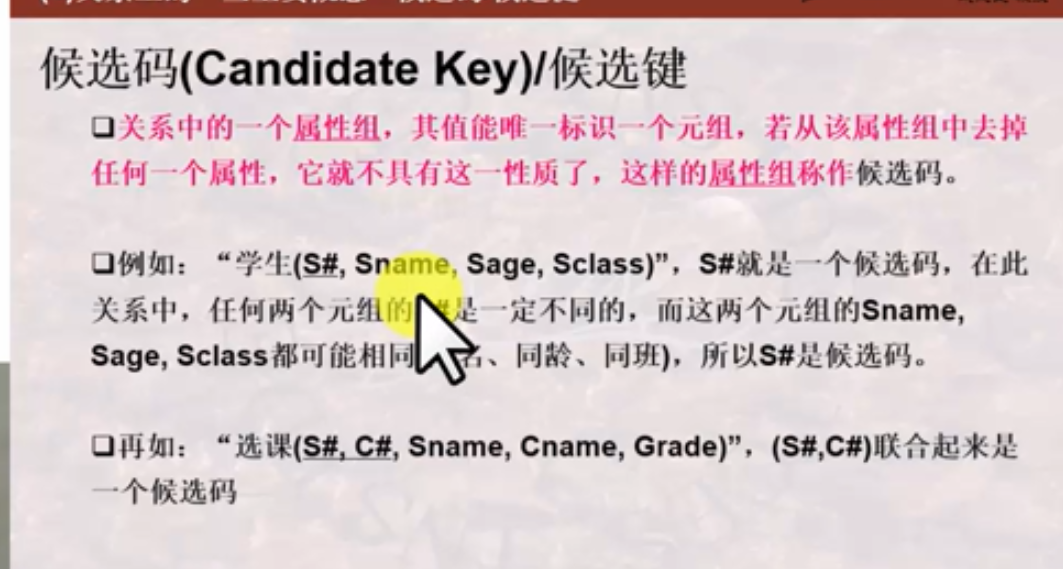 候选码(Candidate Key)/候选键
❑关系中的一个属性组，其值能唯一标识一个元组，若从该属性组中去掉
任何一个属性，它就不具有这一性质了，这样的属性组称作候选码。
❑例如：“学生(S#, Sname, Sage, Sclass)”，S#就是一个候选码，在此
关系中，任何两个元组的 是一定不同的，而这两个元组的Sname,
Sage, Sclass都可能相同 名、同龄、同班)，所以S#是候选码。
❑再如：“选课(S#, C#, Sname, Cname, Grade)”，(S#,C#)联合起来是
一个候选码